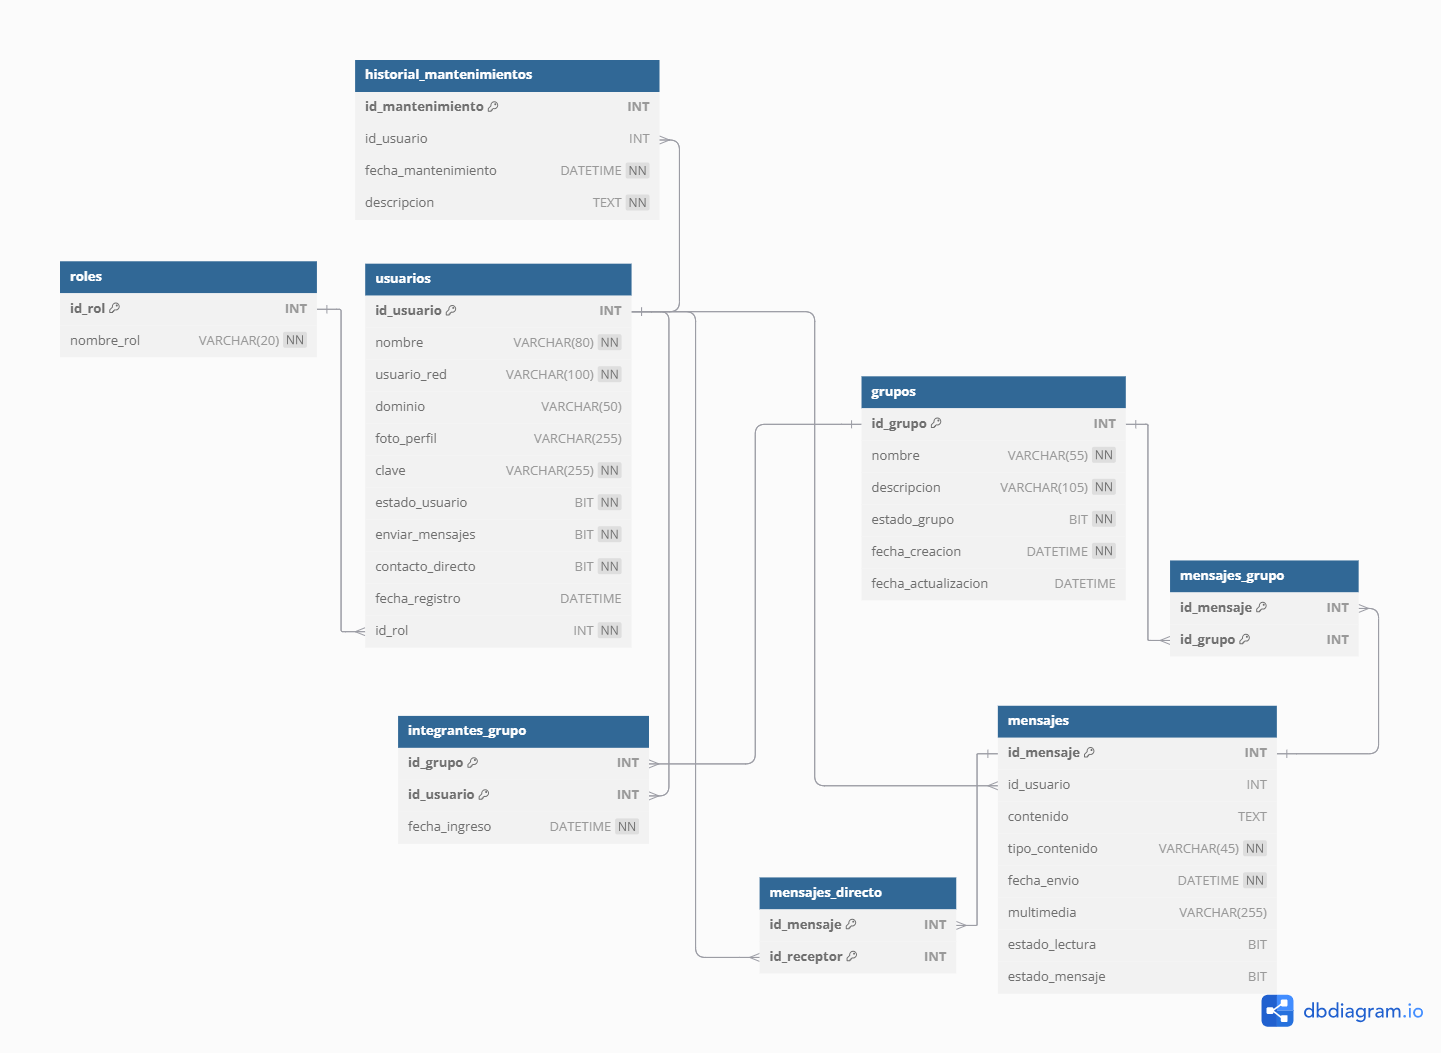 historial_mantenimientos
id_mantenimiento INT
id_usuario INT
fecha_mantenimiento DATETIME NN
descripcion TEXT NN
roles
id_rol INT
nombre_rol VARCHAR(20) NN
usuarios
id_usuario INT
nombre VARCHAR(80) NN
usuario_red VARCHAR(100) NN
dominio VARCHAR(50)
foto_perfil VARCHAR(255)
clave VARCHAR(255) NN
estado_usuario BIT NN
enviar_mensajes BIT NN
contacto_directo BIT NN
fecha_registro DATETIME
id_rol INT NN
grupos
id_grupo INT
nombre VARCHAR(55) NN
descripcion VARCHAR(105) NN
estado_grupo BIT NN
fecha_creacion DATETIME NN
fecha_actualizacion DATETIME
mensajes_grupo
id_mensaje INT
id_grupo INT
integrantes_grupo
id_grupo INT
id_usuario INT
fecha_ingreso DATETIME NN
mensajes
id_mensaje INT
id_usuario INT
contenido TEXT
tipo_contenido VARCHAR(45) NN
fecha_envio DATETIME NN
multimedia VARCHAR(255)
estado_lectura BIT
estado_mensaje BIT
mensajes_directo
id_mensaje INT
id_receptor INT
dbdiagram.io